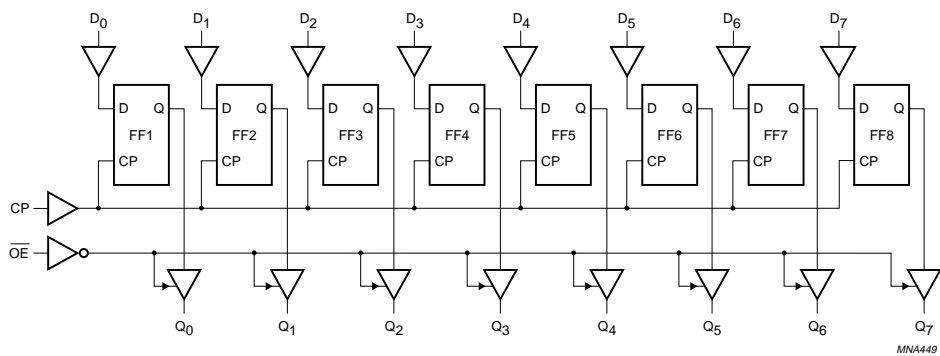 D0 D1 D2 D3 D4 D5 D6 D7
D Q D Q D Q D Q D Q D Q D Q D Q
FF1 FF2 FF3 FF4 FF5 FF6 FF7 FF8
CP CP CP CP CP CP CP CP
CP
OE
Q0 Q1 Q2 Q3 Q4 Q5 Q6 Q7
MNA449